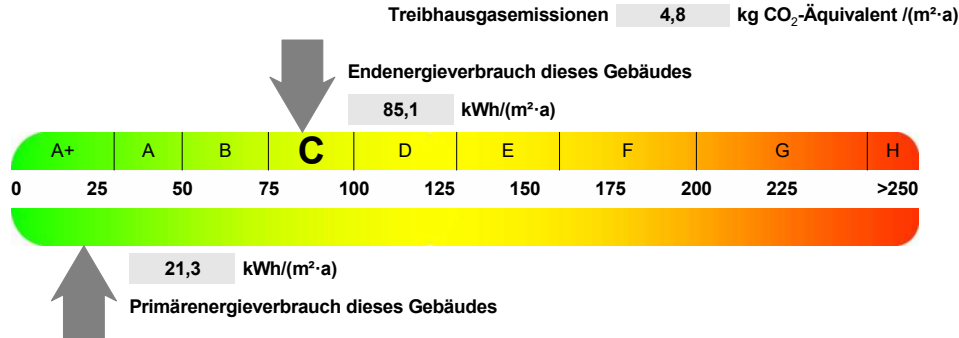 Treibhausgasemissionen 4,8 kg CO₂-Äquivalent /(m²·a)
Endenergieverbrauch dieses Gebäudes
85,1 kWh/(m²·a)
A+ A B C D E F G H
0 25 50 75 100 125 150 175 200 225 >250
21,3 kWh/(m²·a)
Primärenergieverbrauch dieses Gebäudes